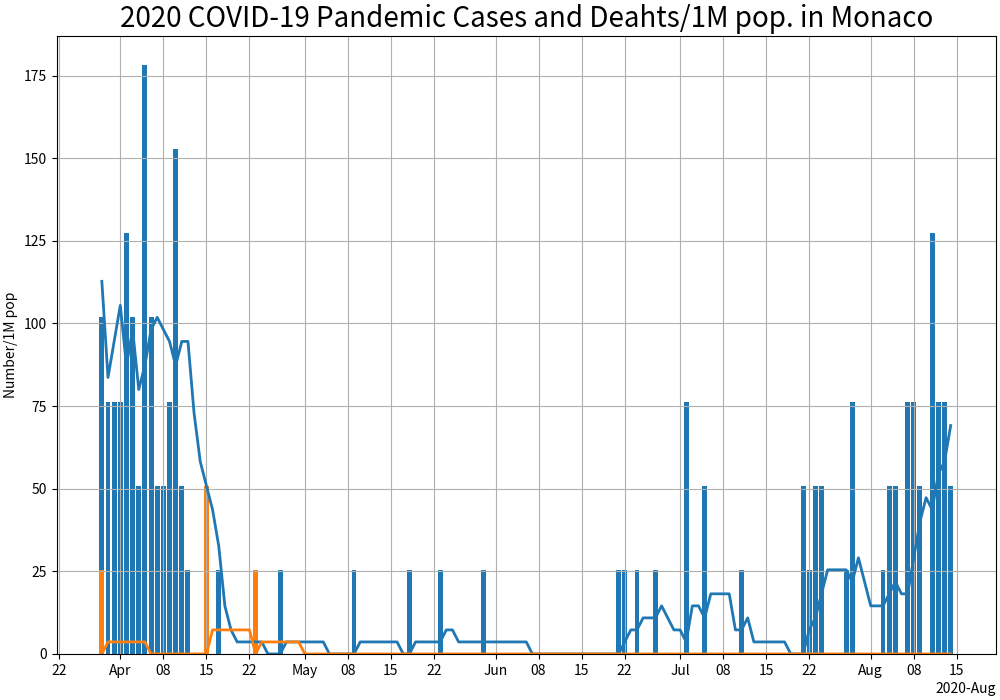 2020 COVID-19 Pandemic Cases and Deahts/1M pop. in Monaco
Number/1M pop
175
150
125
100
75
50
25
0
22 Apr 08 15 22 May 08 15 22 Jun 08 15 22 Jul 08 15 22 Aug 08 15
2020-Aug